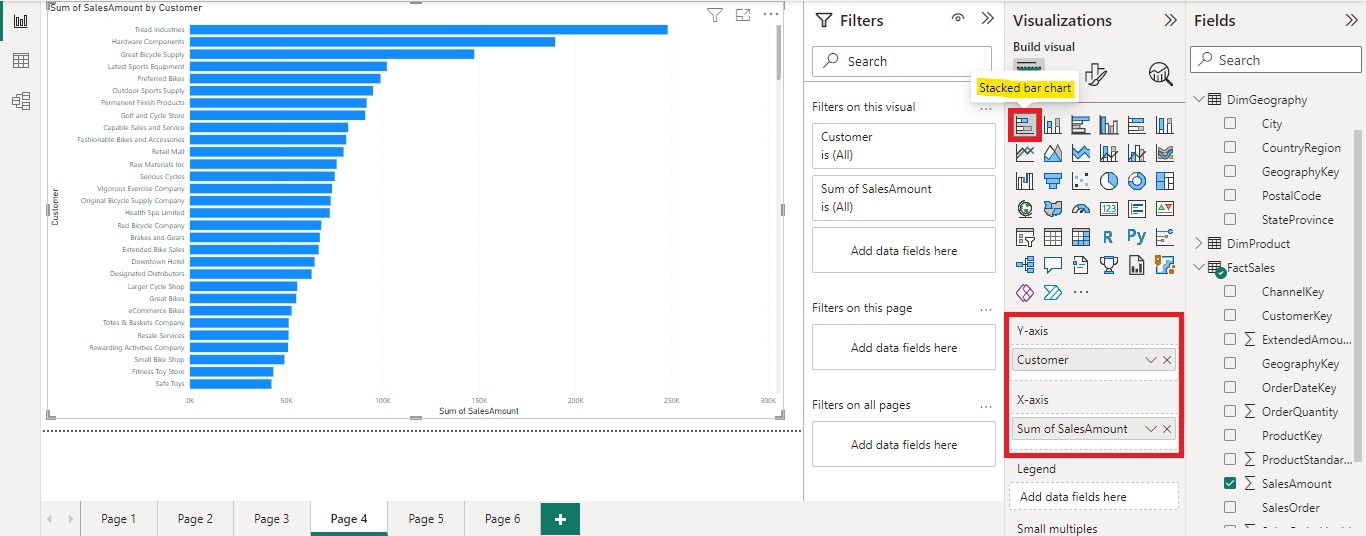 Sum of SalesAmount by Customer
Tread Industries
Hardware Components
Great Bicycle Supply
Latest Sports Equipment
Preferred Bikes
Outdoor Sports Supply
Permanent Finish Products
Golf and Cycle Store
Capable Sales and Service
Fashionable Bikes and Accessories
Retail Mall
Raw Materials Inc
Serious Cycles
Vigorous Exercise Company
Original Bicycle Supply Company
Health Spa Limited
Red Bicycle Company
Brakes and Gears
Extended Bike Sales
Downtown Hotel
Designated Distributors
Larger Cycle Shop
Great Bikes
eCommerce Bikes
Totes & Baskets Company
Resale Services
Rewarding Activities Company
Small Bike Shop
Fitness Toy Store
Safe Toys
Customer
0K 50K 100K 150K 200K 250K 300K
Sum of SalesAmount
Page 1 Page 2 Page 3 Page 4 Page 5 Page 6 +
Filters
Search
Filters on this visual ...
Customer
is (All)
Sum of SalesAmount
is (All)
Add data fields here
Filters on this page ...
Add data fields here
Filters on all pages ...
Add data fields here
Visualizations
Build visual
Stacked bar chart
123
R
Py
...
Y-axis
Customer
X-axis
Sum of SalesAmount
Legend
Add data fields here
Small multiples
Fields
Search
DimGeography
City
CountryRegion
GeographyKey
PostalCode
StateProvince
DimProduct
FactSales
ChannelKey
CustomerKey
∑ ExtendedAmou...
GeographyKey
OrderDateKey
∑ OrderQuantity
ProductKey
∑ ProductStandar...
∑ SalesAmount
SalesOrder